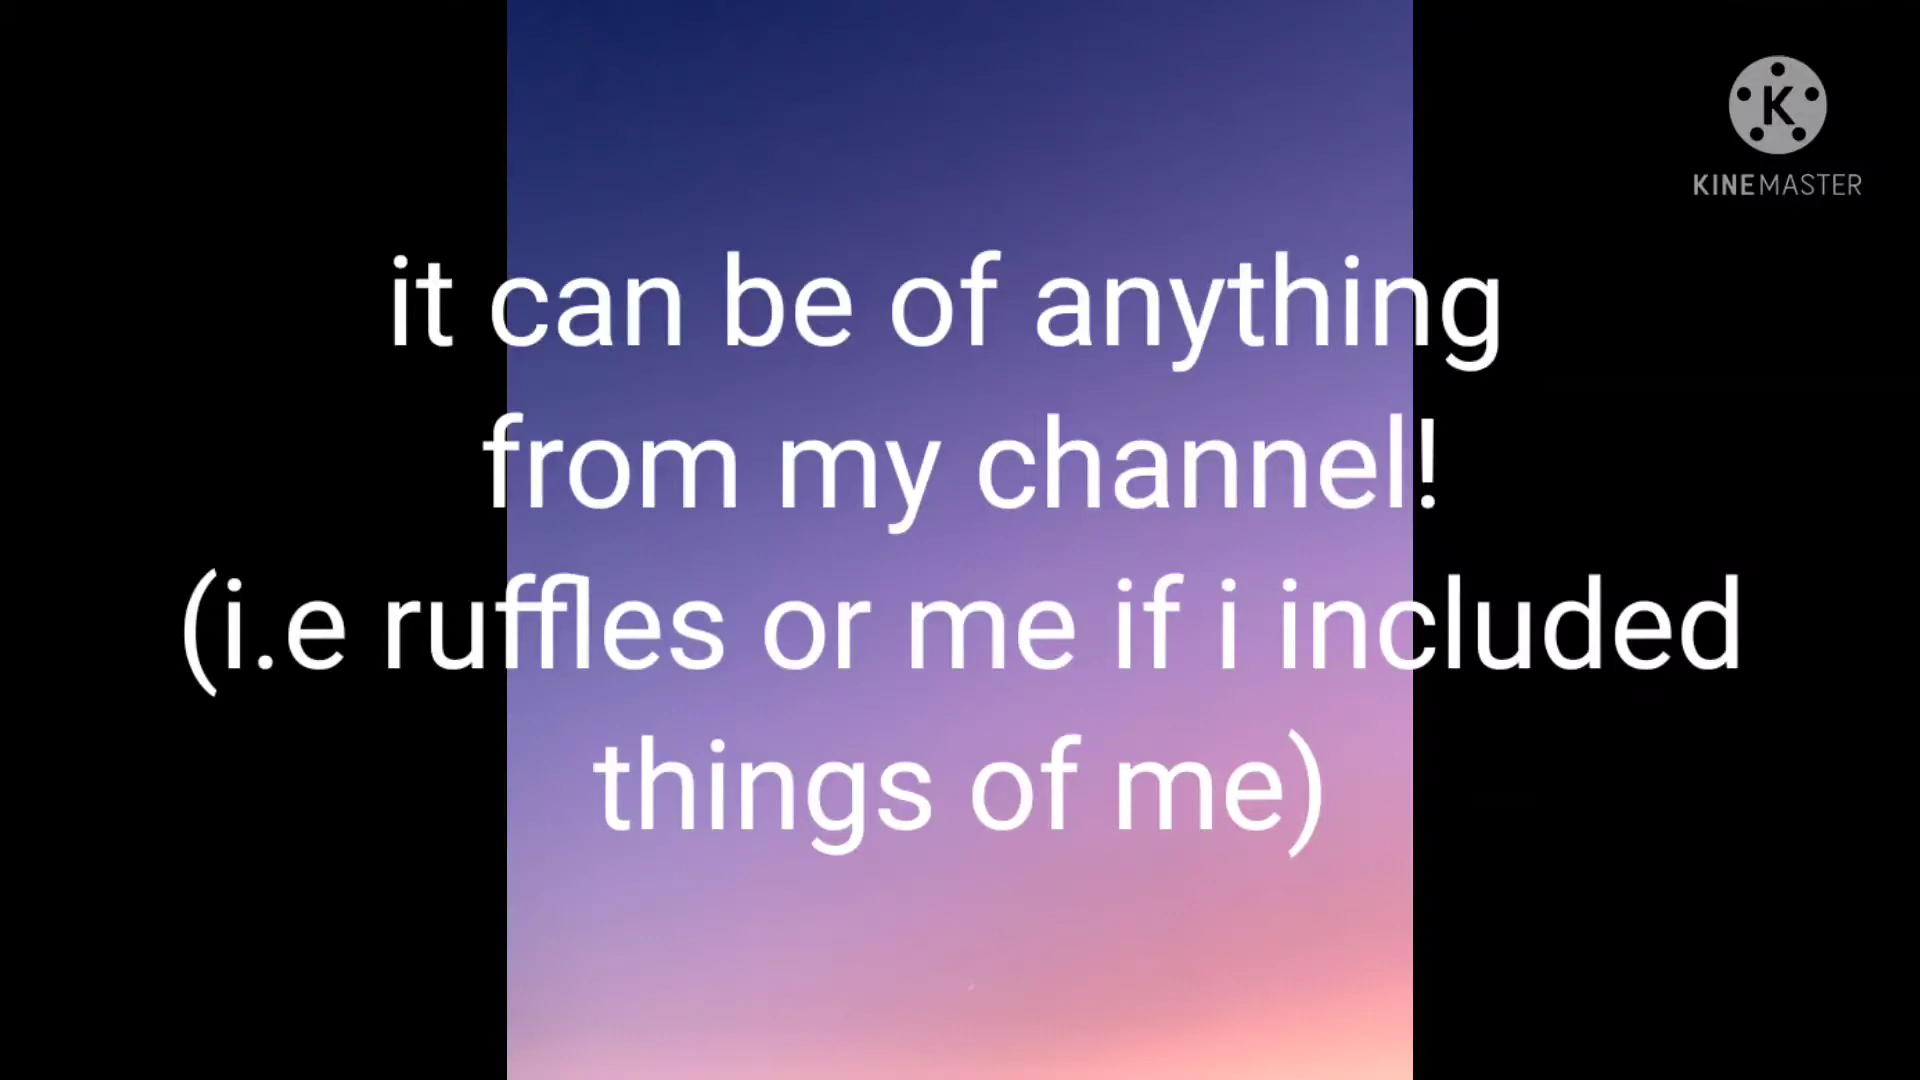 K
KINEMASTER
it can be of anything
from my channel!
(i.e ruffles or me if i included
things of me)